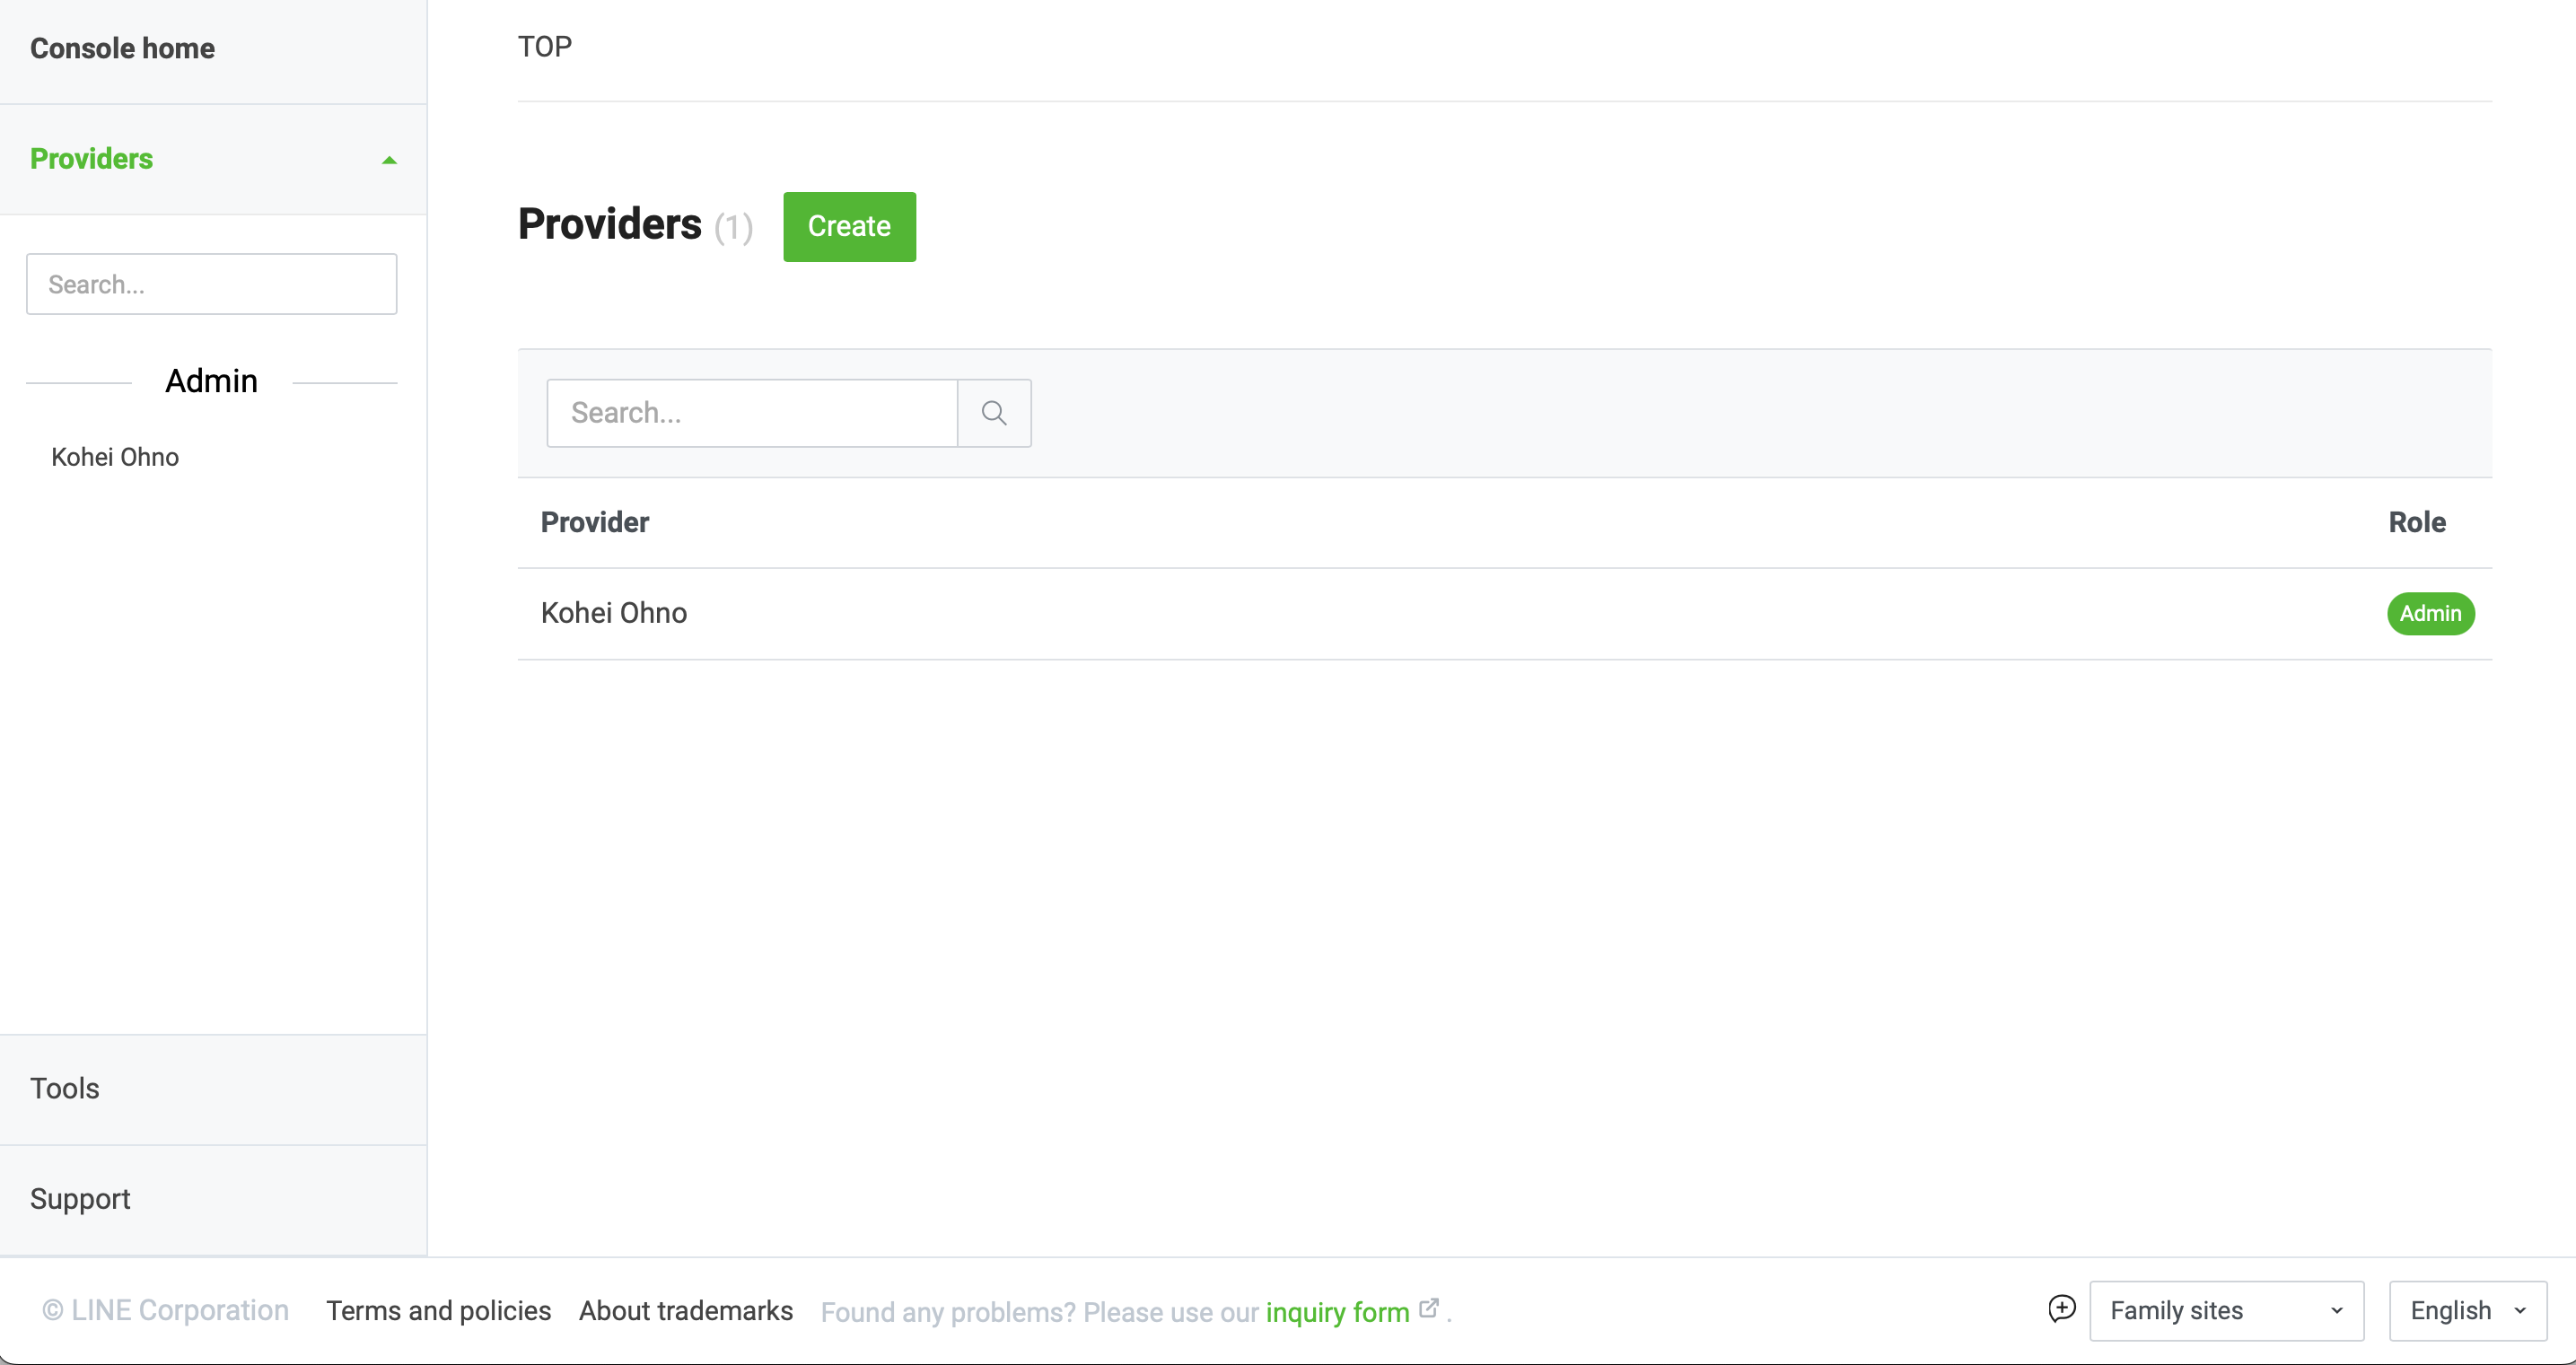 Console home
Providers
Search...
Admin
Kohei Ohno
Tools
Support
TOP
Providers (1)
Create
Search...
Provider Role
Kohei Ohno Admin
© LINE Corporation Terms and policies About trademarks Found any problems? Please use our inquiry form . Family sites English